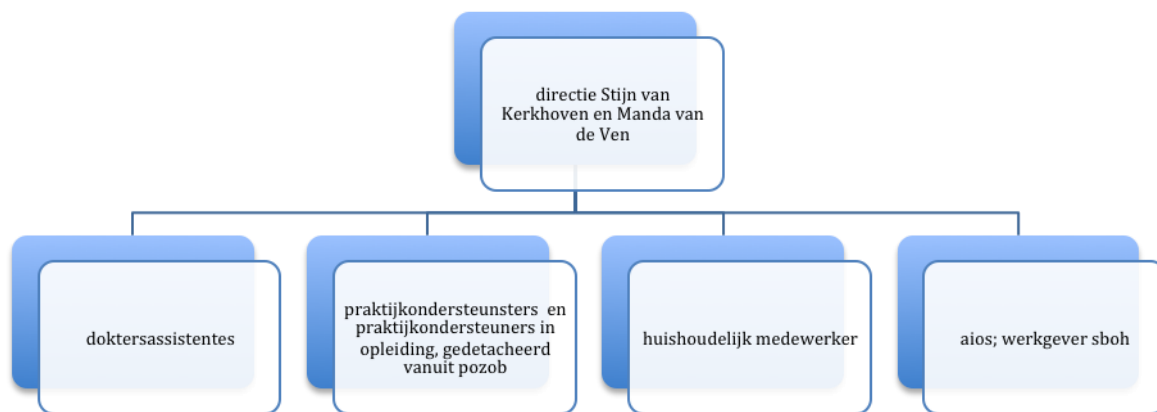 directie Stijn van
Kerkhoven en Manda van
de Ven
doktersassistentes
praktijkondersteunsters en
praktijkondersteuners in
opleiding, gedetacheerd
vanuit pozob
huishoudelijk medewerker
aios; werkgever sboh